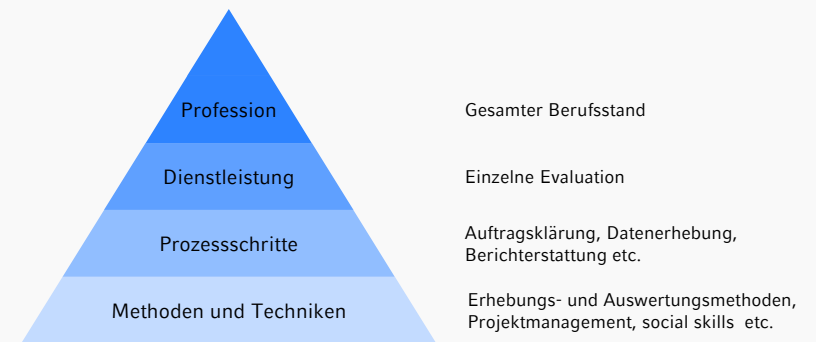 Profession
Gesamter Berufsstand
Dienstleistung
Einzelne Evaluation
Prozessschritte
Auftragsklärung, Datenerhebung,
Berichterstattung etc.
Methoden und Techniken
Erhebungs- und Auswertungsmethoden,
Projektmanagement, social skills  etc.